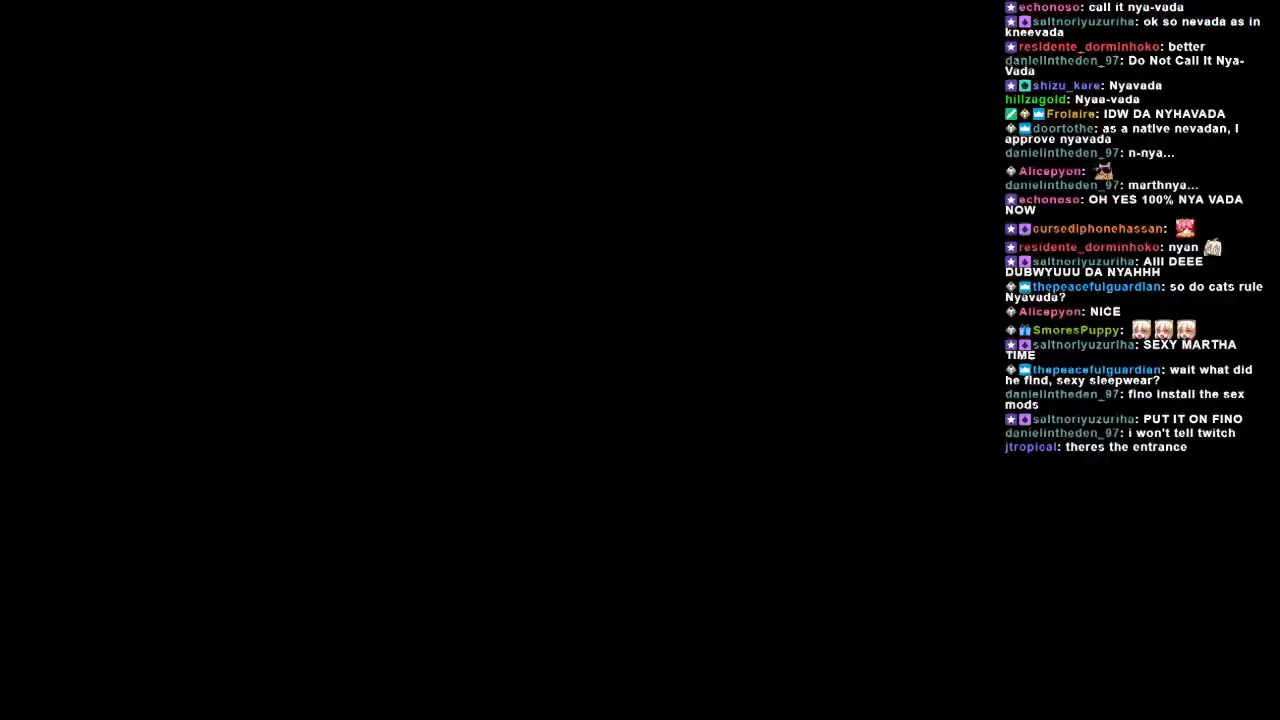 echonoso: call it nya-vada
saltnoriyuzuriha: ok so nevada as in
kneevada
residente_dorminhoko: better
danielintheden_97: Do Not Call It Nya-
Vada
shizu_kare: Nyavada
hillzagold: Nyaa-vada
Frolaire: IDW DA NYHAVADA
doortothe: as a native nevadan, I
approve nyavada
danielintheden_97: n-nya...
Alicepyon:
danielintheden_97: marthnya...
echonoso: OH YES 100% NYA VADA
NOW
cursediphonehassan:
residente_dorminhoko: nyan
saltnoriyuzuriha: AIII DEEE
DUBWYUUU DA NYAHHH
thepeacefulguardian: so do cats rule
Nyavada?
Alicepyon: NICE
SmoresPuppy:
saltnoriyuzuriha: SEXY MARTHA
TIME
thepeacefulguardian: wait what did
he find, sexy sleepwear?
danielintheden_97: fino install the sex
mods
saltnoriyuzuriha: PUT IT ON FINO
danielintheden_97: i won't tell twitch
jtropical: theres the entrance